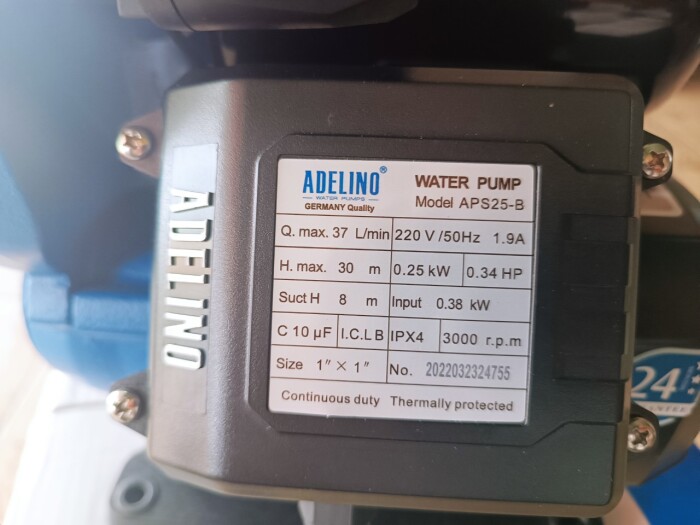 ADELINO
ADELINO®
WATER PUMPS
GERMANY Quality
WATER PUMP
Model APS25-B
Q. max. 37 L/min 220 V /50Hz 1.9A
H. max. 30 m 0.25 kW 0.34 HP
Suct H 8 m Input 0.38 kW
C 10 µF I.C.L B IPX4 3000 r.p.m
Size 1" × 1" No. 2022032324755
Continuous duty Thermally protected
24